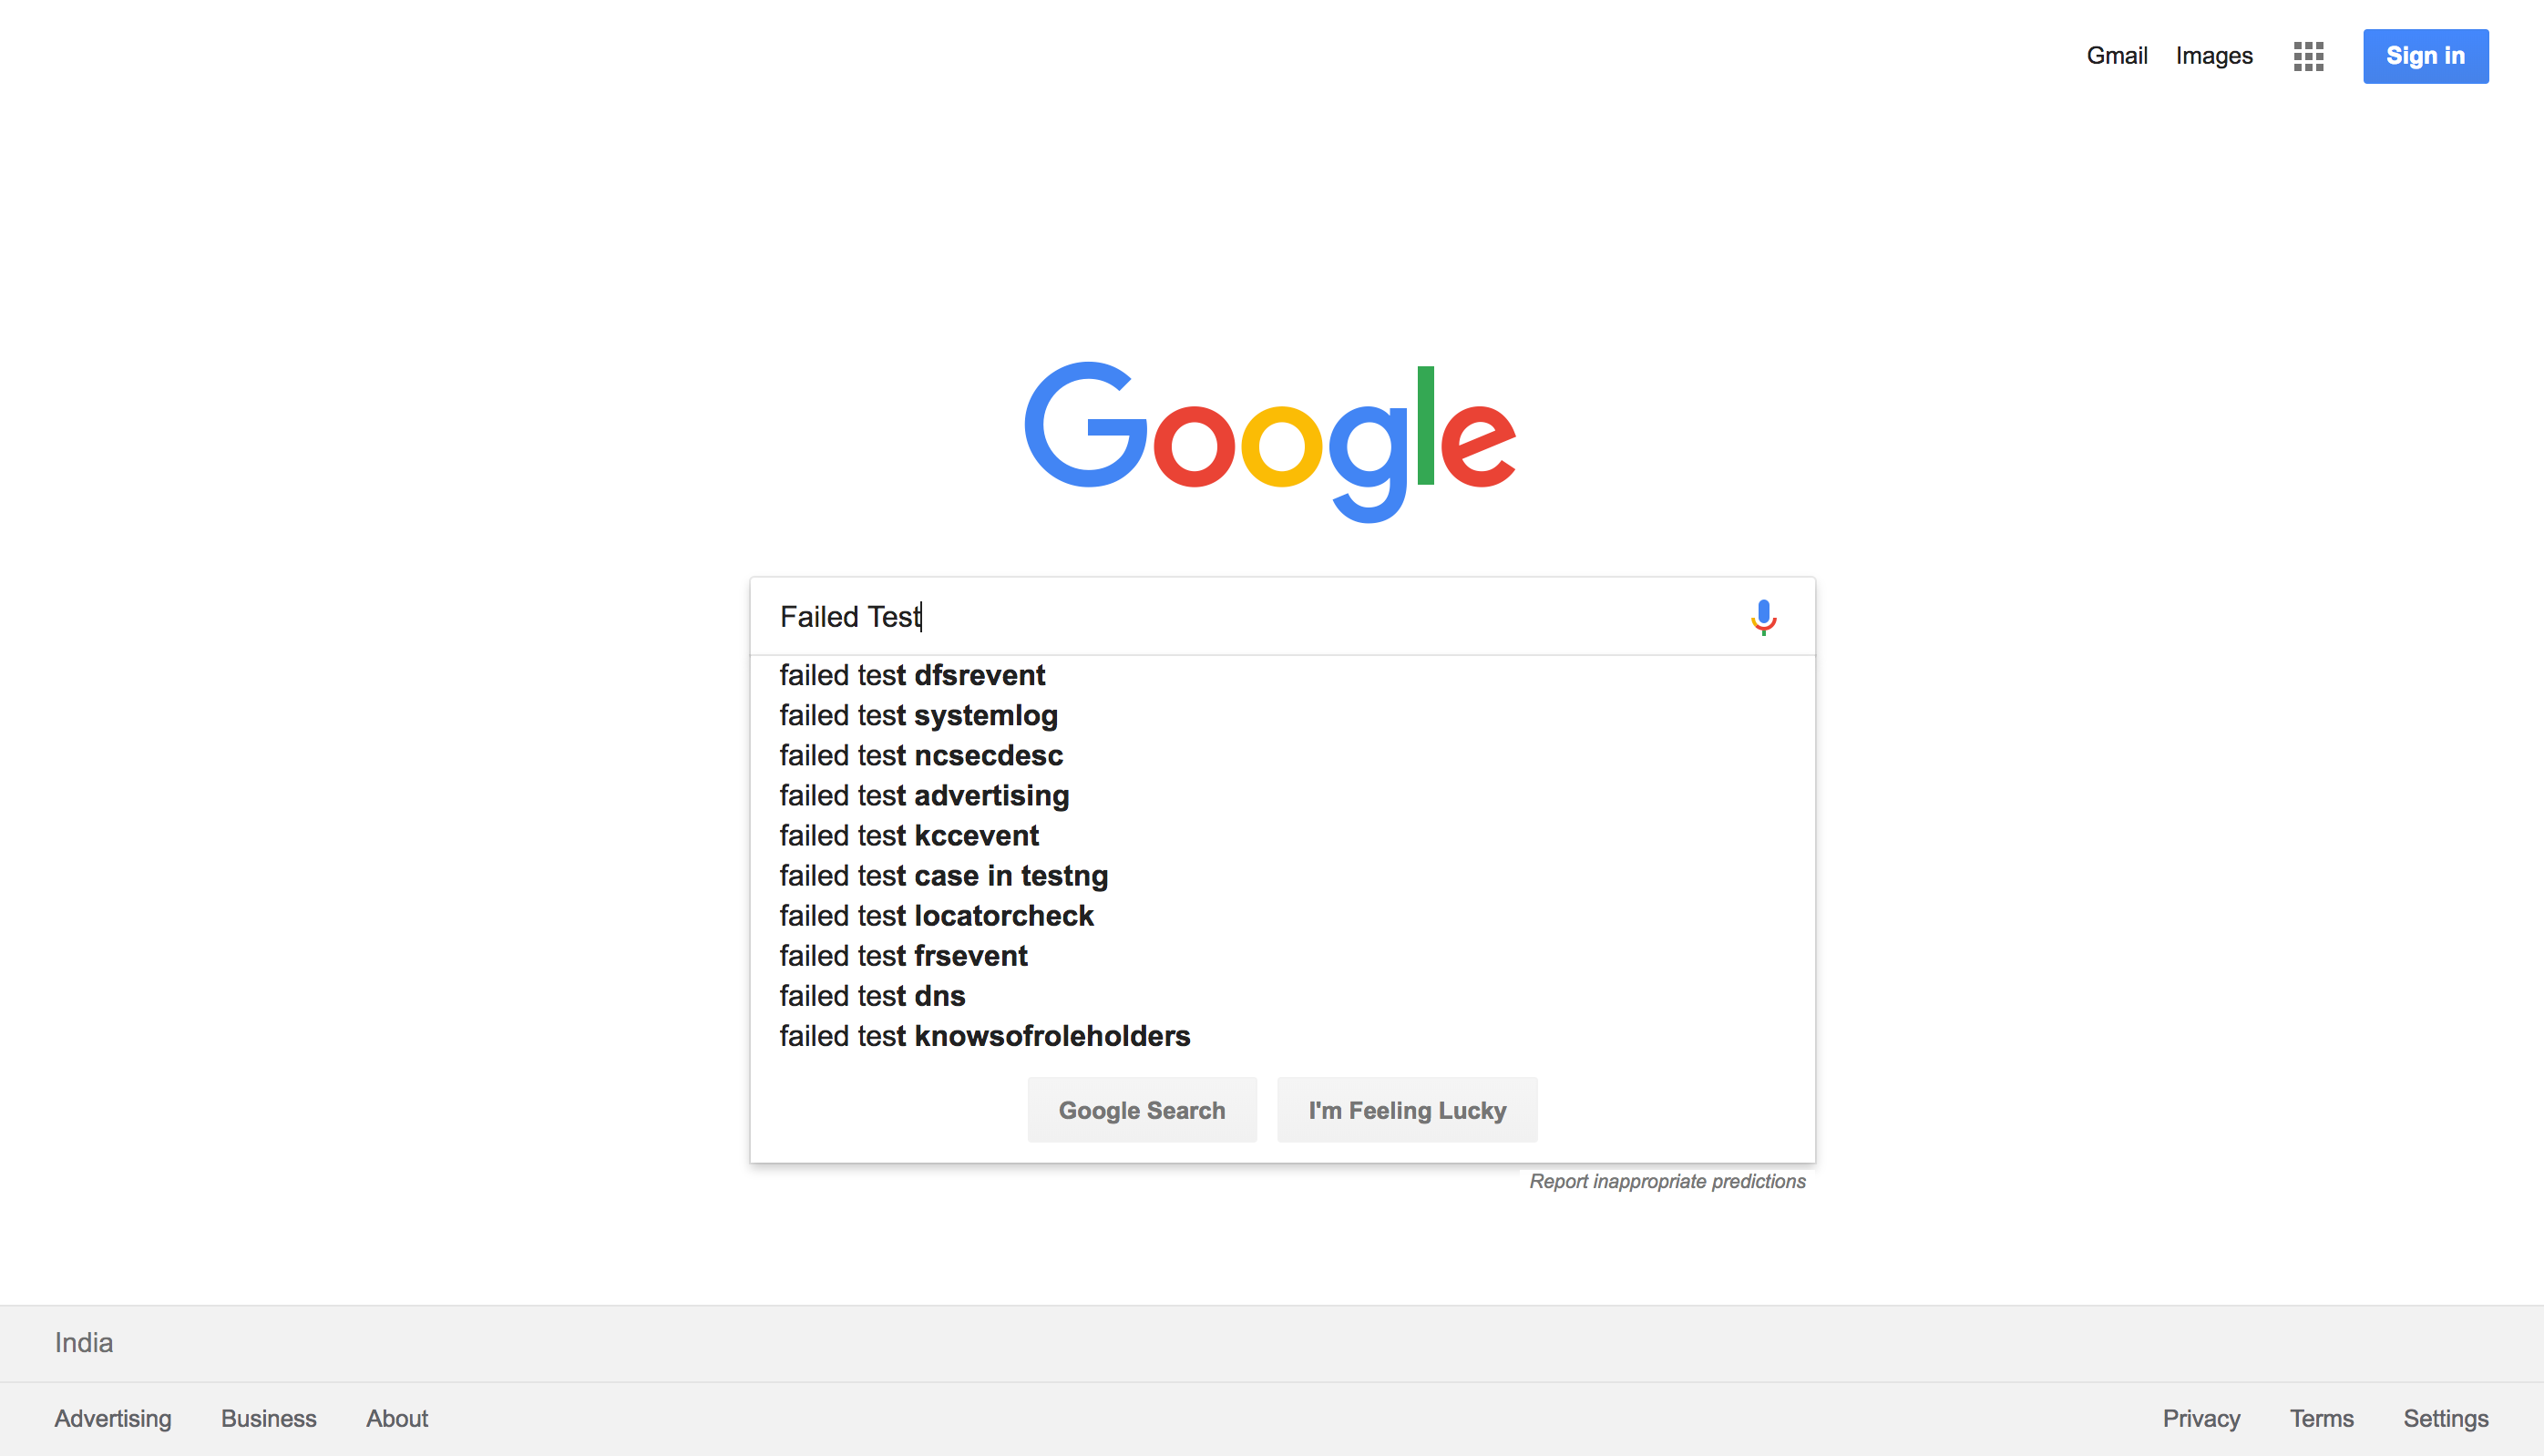 Gmail Images Sign in
Google
Failed Test
failed test dfsrevent
failed test systemlog
failed test ncsecdesc
failed test advertising
failed test kccevent
failed test case in testng
failed test locatorcheck
failed test frsevent
failed test dns
failed test knowsofroleholders
Google Search I'm Feeling Lucky
Report inappropriate predictions
India
Advertising Business About Privacy Terms Settings